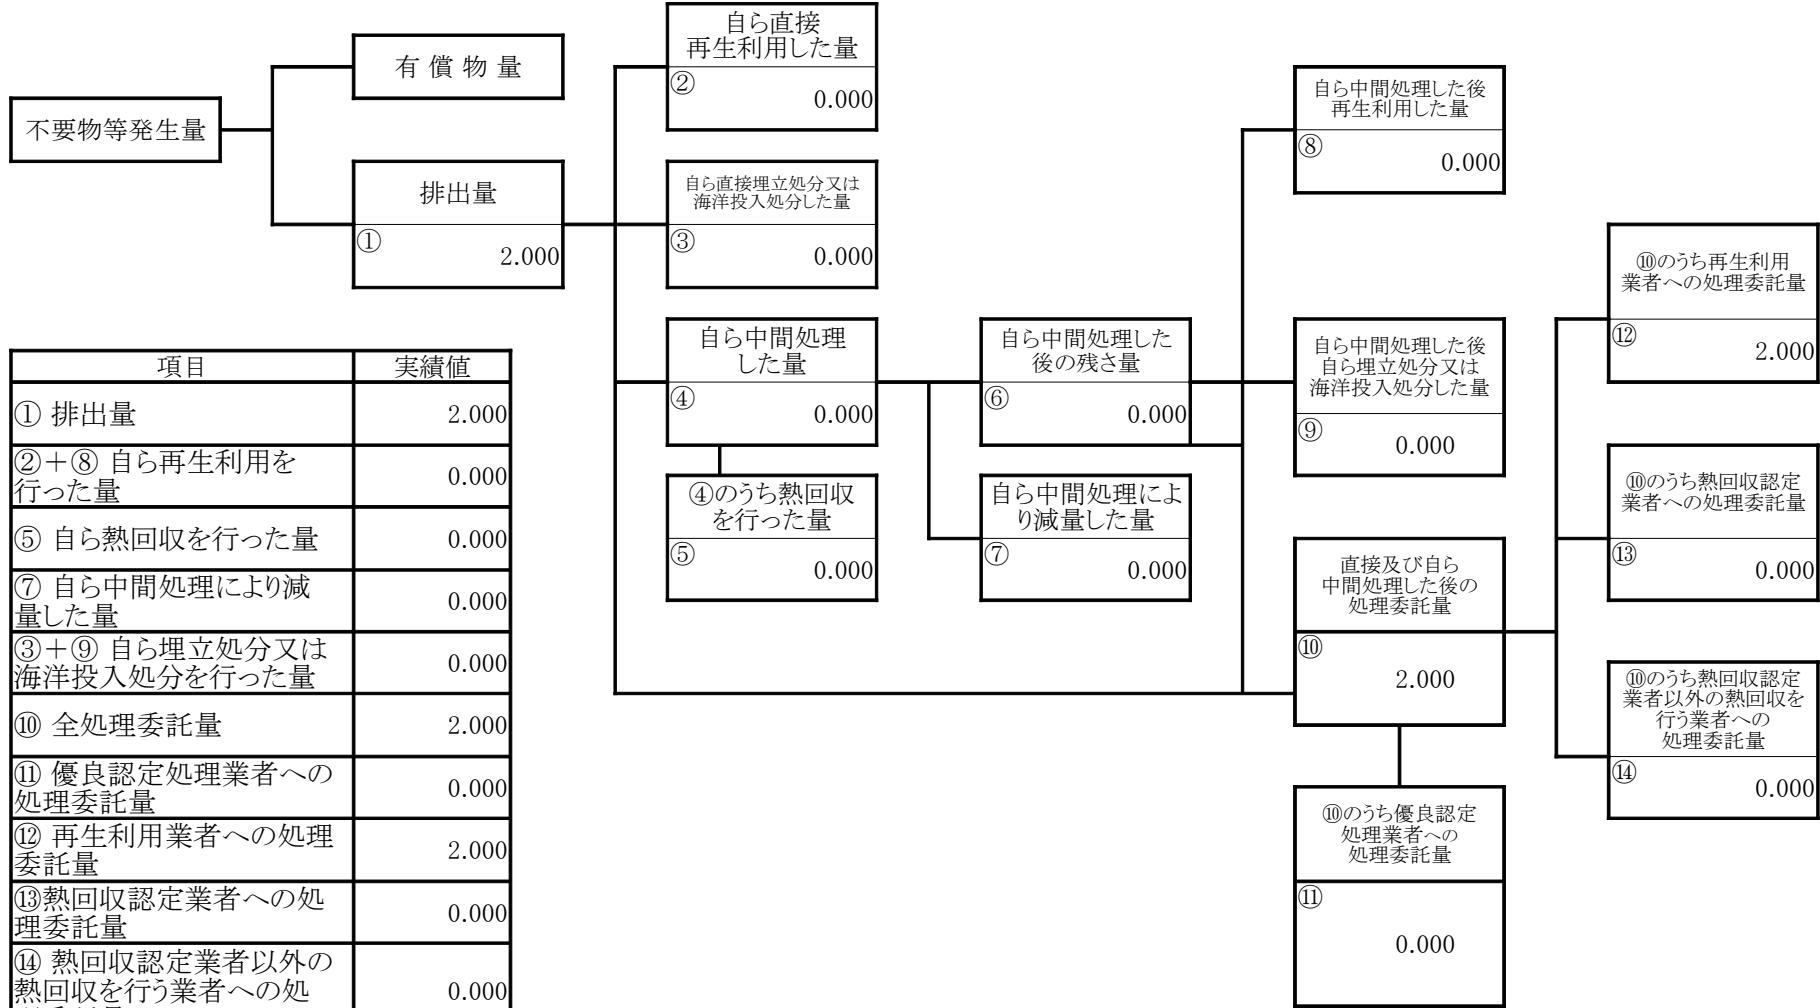 不要物等発生量
有 償 物 量
排出量
①
2.000
自ら直接
再生利用した量
②
0.000
自ら直接埋立処分又は
海洋投入処分した量
③
0.000
自ら中間処理
した量
④
0.000
④のうち熱回収
を行った量
⑤
0.000
自ら中間処理した
後の残さ量
⑥
0.000
自ら中間処理によ
り減量した量
⑦
0.000
自ら中間処理した後
再生利用した量
⑧
0.000
自ら中間処理した後
自ら埋立処分又は
海洋投入処分した量
⑨
0.000
直接及び自ら
中間処理した後の
処理委託量
⑩
2.000
⑩のうち優良認定
処理業者への
処理委託量
⑪
0.000
⑩のうち再生利用
業者への処理委託量
⑫
2.000
⑩のうち熱回収認定
業者への処理委託量
⑬
0.000
⑩のうち熱回収認定
業者以外の熱回収を
行う業者への
処理委託量
⑭
0.000
項目 実績値
① 排出量 2.000
②+⑧ 自ら再生利用を
行った量 0.000
⑤ 自ら熱回収を行った量 0.000
⑦ 自ら中間処理により減
量した量 0.000
③+⑨ 自ら埋立処分又は
海洋投入処分を行った量 0.000
⑩ 全処理委託量 2.000
⑪ 優良認定処理業者への
処理委託量 0.000
⑫ 再生利用業者への処理
委託量 2.000
⑬熱回収認定業者への処
理委託量 0.000
⑭ 熱回収認定業者以外の
熱回収を行う業者への処 0.000